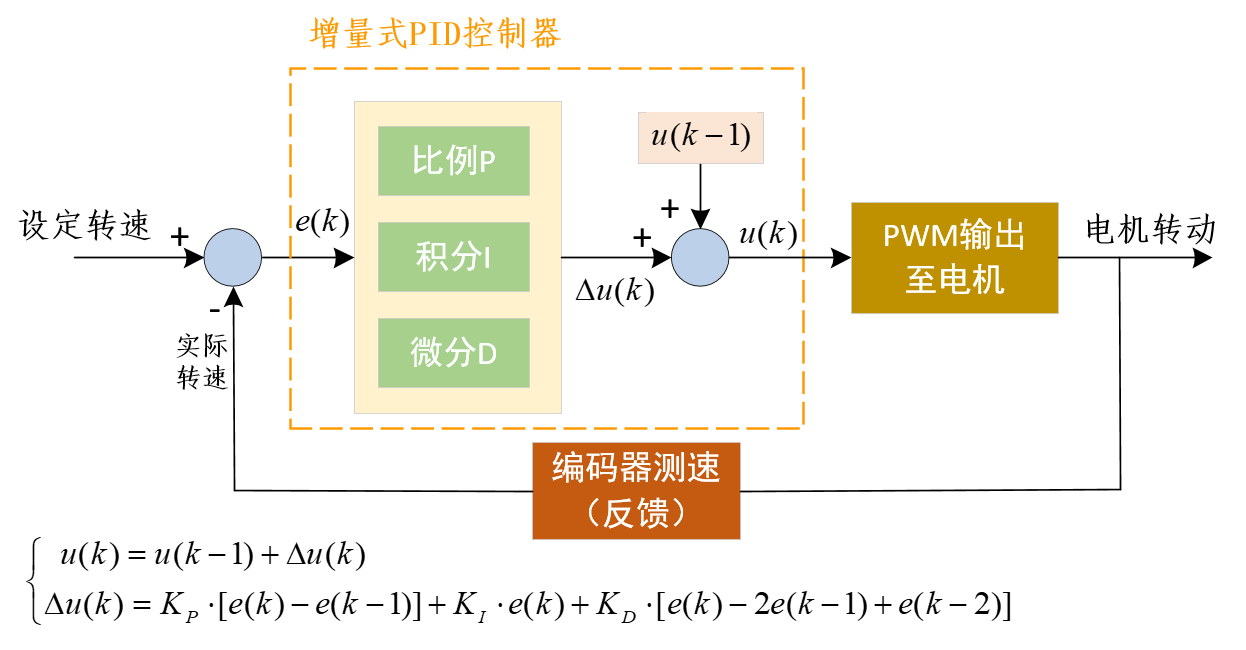 增量式PID控制器
比例P
u(k−1)
设定转速
+
e(k)
积分I
+
+
Δu(k)
u(k)
PWM输出
至电机
电机转动
-
实际
转速
微分D
编码器测速
（反馈）
u(k) = u(k−1) + Δu(k)
Δu(k) = K_P ·[e(k) − e(k−1)] + K_I · e(k) + K_D ·[e(k) − 2e(k−1) + e(k−2)]